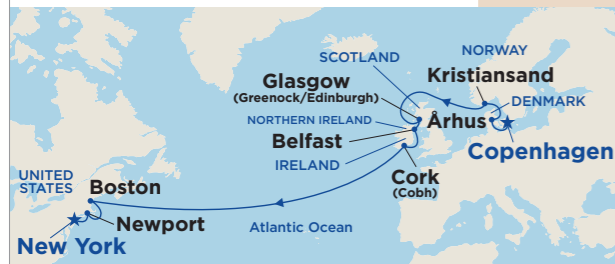 SCOTLAND
NORWAY
Glasgow
(Greenock/Edinburgh)
Kristiansand
DENMARK
NORTHERN IRELAND
Århus
Belfast
Copenhagen
IRELAND
Cork
(Cobh)
UNITED
STATES
Boston
Newport
Atlantic Ocean
New York